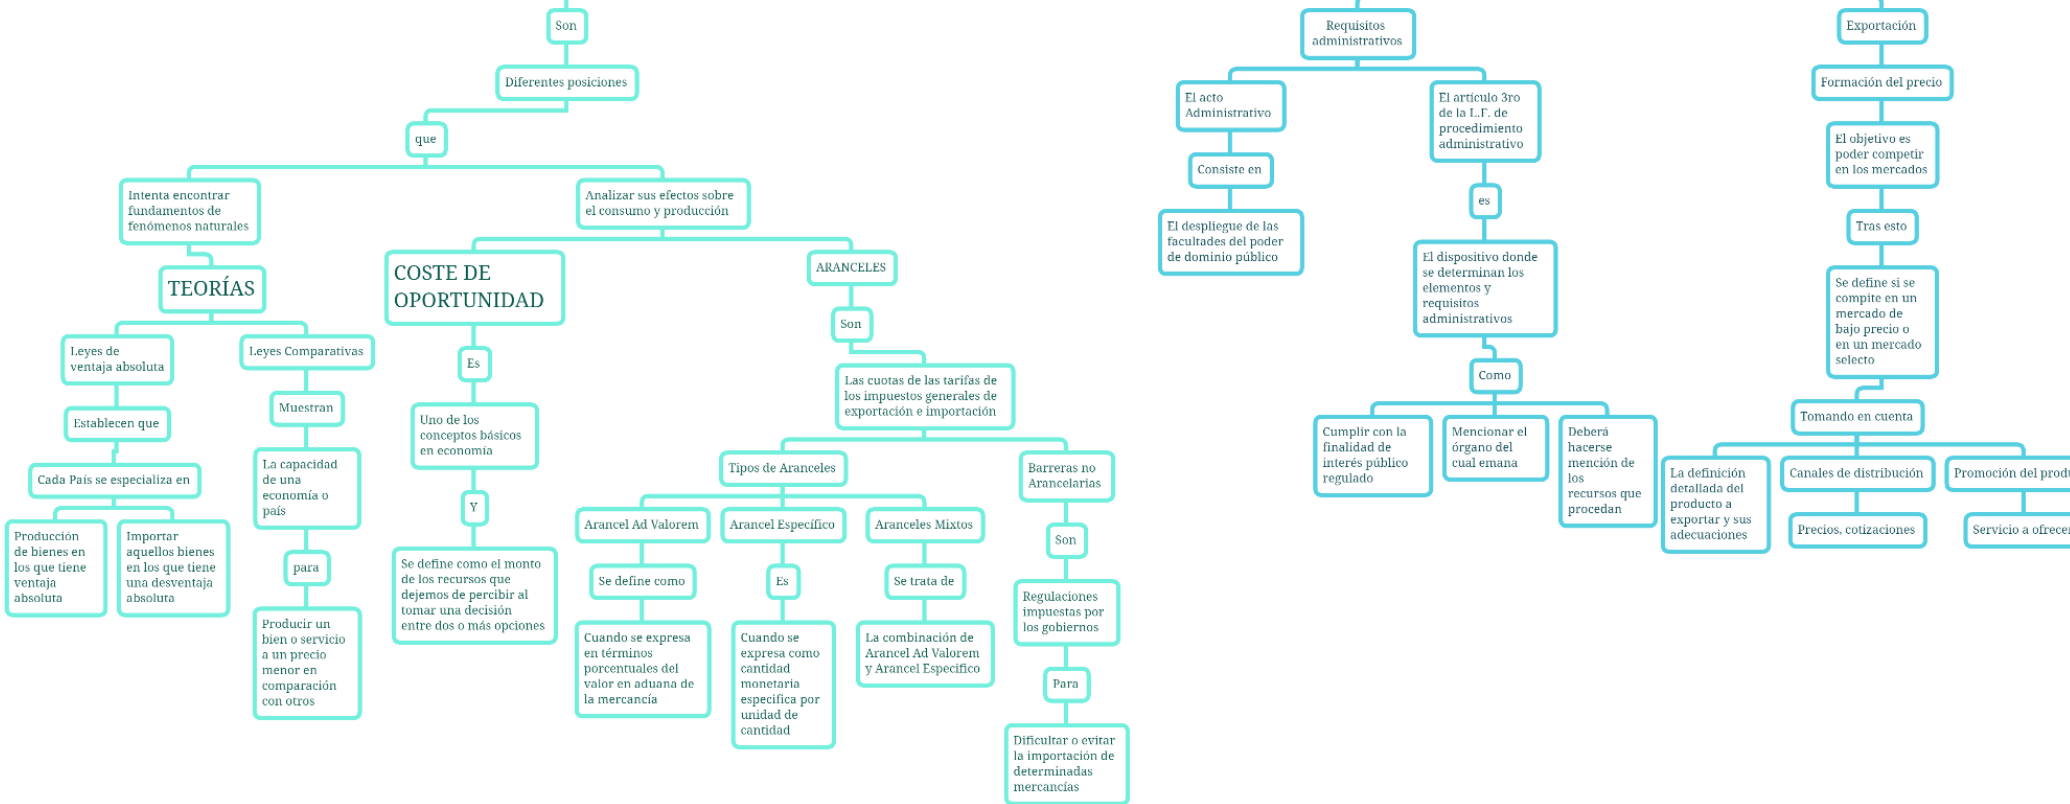 Son
Diferentes posiciones
que
Intenta encontrar
fundamentos de
fenómenos naturales
TEORÍAS
Leyes de
ventaja absoluta
Establecen que
Cada País se especializa en
Producción
de bienes en
los que tiene
ventaja
absoluta
Importar
aquellos bienes
en los que tiene
una desventaja
absoluta
Leyes Comparativas
Muestran
La capacidad
de una
economía o
país
para
Producir un
bien o servicio
a un precio
menor en
comparación
con otros
Analizar sus efectos sobre
el consumo y producción
COSTE DE
OPORTUNIDAD
Es
Uno de los
conceptos básicos
en economía
Y
Se define como el monto
de los recursos que
dejemos de percibir al
tomar una decisión
entre dos o más opciones
ARANCELES
Son
Las cuotas de las tarifas de
los impuestos generales de
exportación e importación
Tipos de Aranceles
Arancel Ad Valorem
Se define como
Cuando se expresa
en términos
porcentuales del
valor en aduana de
la mercancía
Arancel Específico
Es
Cuando se
expresa como
cantidad
monetaria
especifica por
unidad de
cantidad
Aranceles Mixtos
Se trata de
La combinación de
Arancel Ad Valorem
y Arancel Especifico
Barreras no
Arancelarias
Son
Regulaciones
impuestas por
los gobiernos
Para
Dificultar o evitar
la importación de
determinadas
mercancías
Requisitos
administrativos
El acto
Administrativo
Consiste en
El despliegue de las
facultades del poder
de dominio público
El artículo 3ro
de la L.F. de
procedimiento
administrativo
es
El dispositivo donde
se determinan los
elementos y
requisitos
administrativos
Como
Cumplir con la
finalidad de
interés público
regulado
Mencionar el
órgano del
cual emana
Deberá
hacerse
mención de
los
recursos que
procedan
Exportación
Formación del precio
El objetivo es
poder competir
en los mercados
Tras esto
Se define si se
compite en un
mercado de
bajo precio o
en un mercado
selecto
Tomando en cuenta
La definición
detallada del
producto a
exportar y sus
adecuaciones
Canales de distribución
Precios, cotizaciones
Promoción del
Servicio a